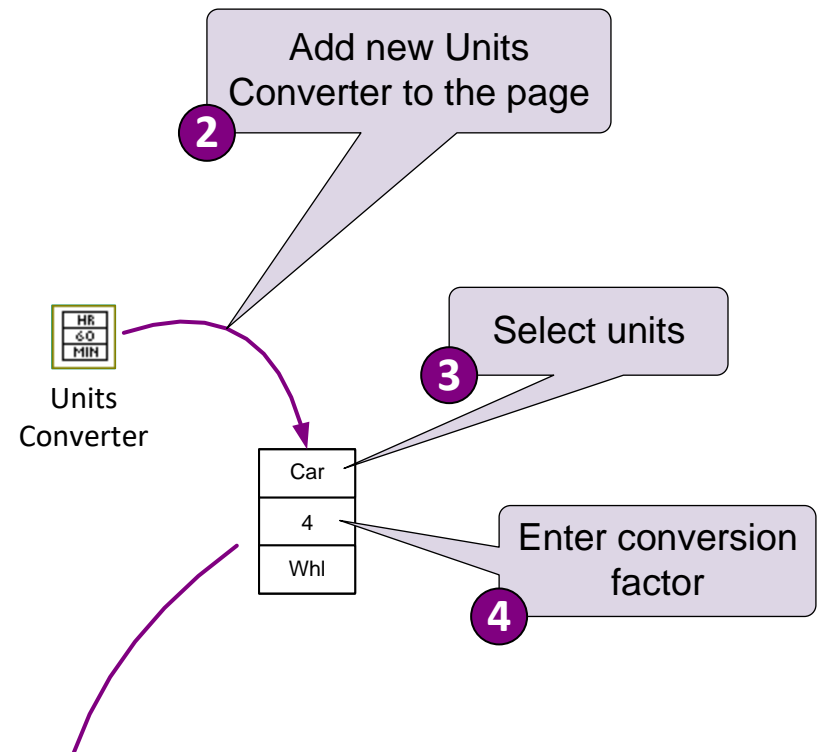 Add new Units
Converter to the page
2
HR
60
MIN
Units
Converter
Select units
3
Car
4
Whl
Enter conversion
factor
4